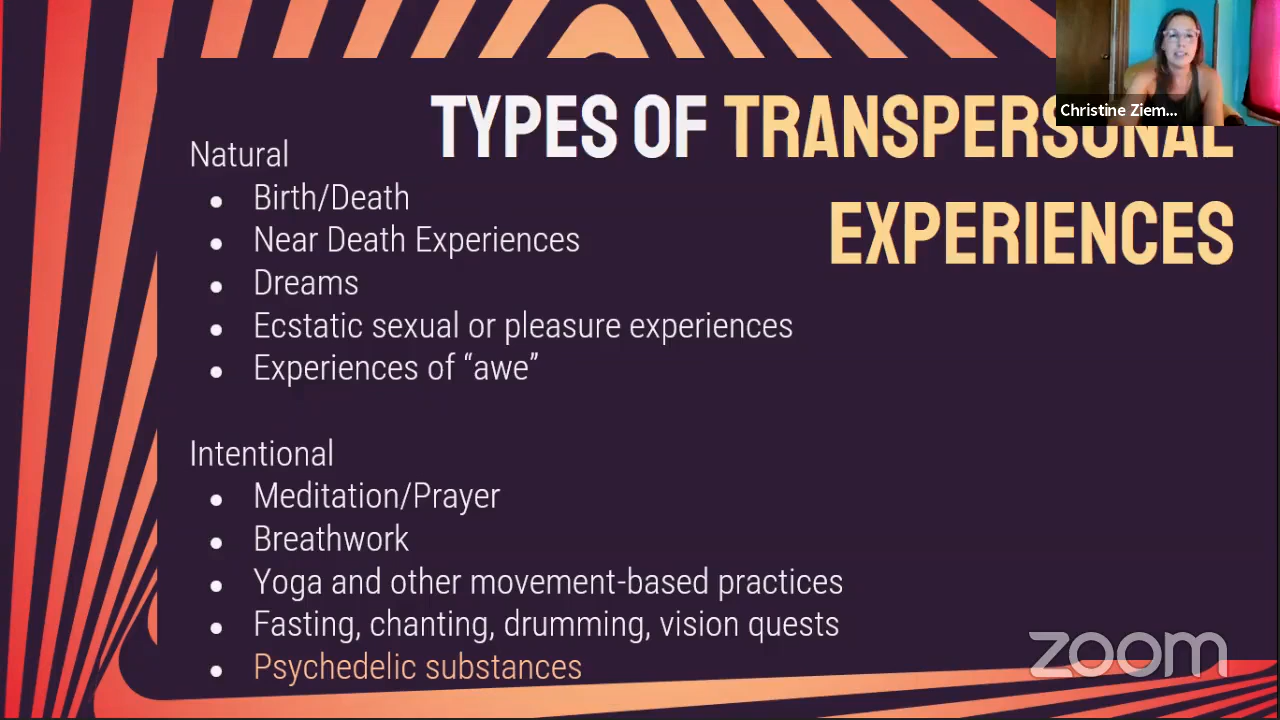 Christine Ziem...
TYPES OF TRANSPERSONAL
EXPERIENCES
Natural
Birth/Death
Near Death Experiences
Dreams
Ecstatic sexual or pleasure experiences
Experiences of “awe”
Intentional
Meditation/Prayer
Breathwork
Yoga and other movement-based practices
Fasting, chanting, drumming, vision quests
Psychedelic substances
zoom